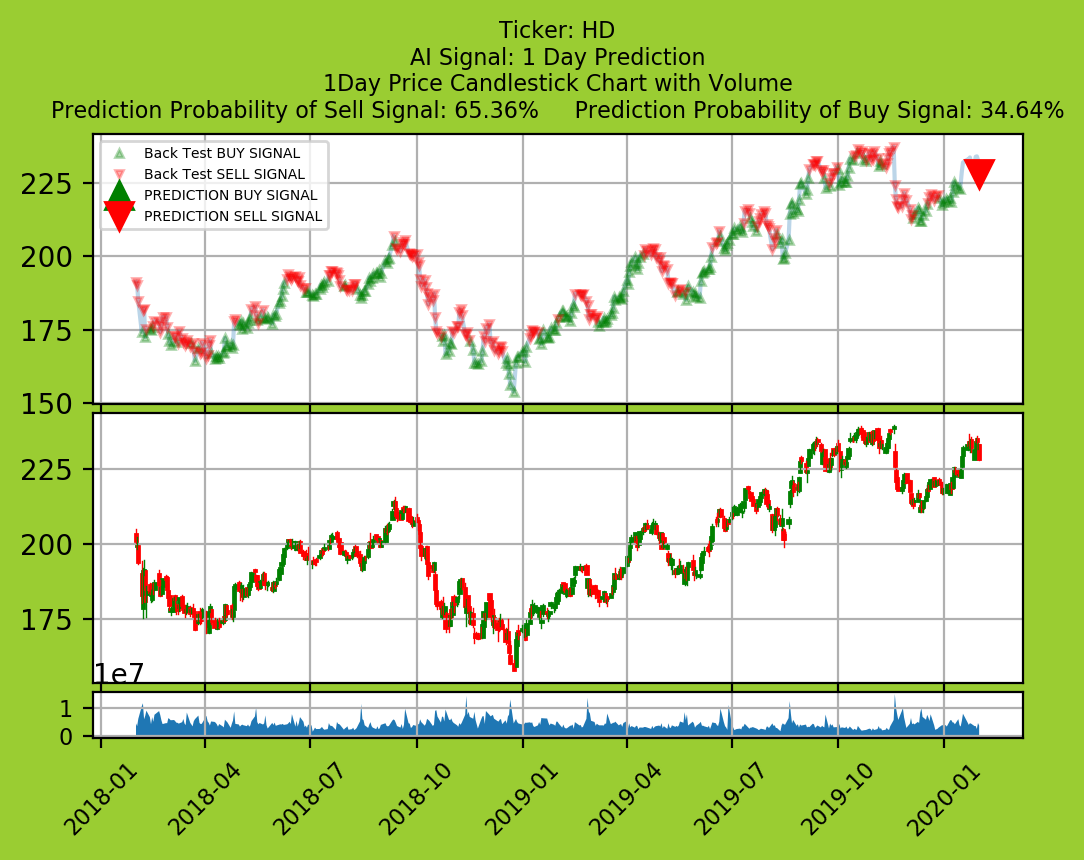 Ticker: HD
AI Signal: 1 Day Prediction
1Day Price Candlestick Chart with Volume
Prediction Probability of Sell Signal: 65.36%     Prediction Probability of Buy Signal: 34.64%
Back Test BUY SIGNAL
Back Test SELL SIGNAL
PREDICTION BUY SIGNAL
PREDICTION SELL SIGNAL
225
200
175
150
225
200
175
1e7
1
0
2018-01 2018-04 2018-07 2018-10 2019-01 2019-04 2019-07 2019-10 2020-01